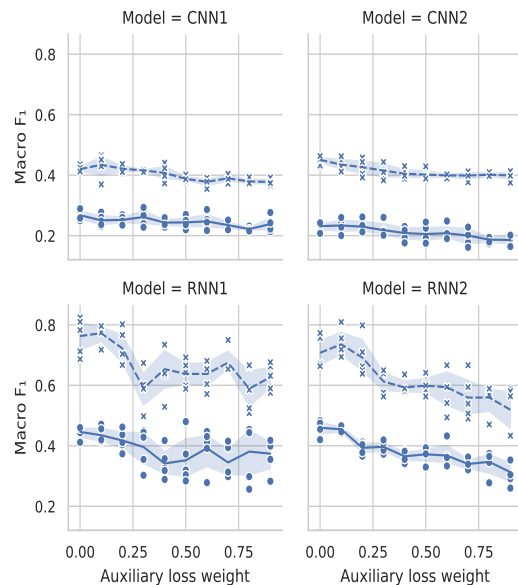 Model = CNN1
Model = CNN2
Macro F₁
0.8
0.6
0.4
0.2
Model = RNN1
Model = RNN2
Macro F₁
0.8
0.6
0.4
0.2
0.00 0.25 0.50 0.75
0.00 0.25 0.50 0.75
Auxiliary loss weight
Auxiliary loss weight